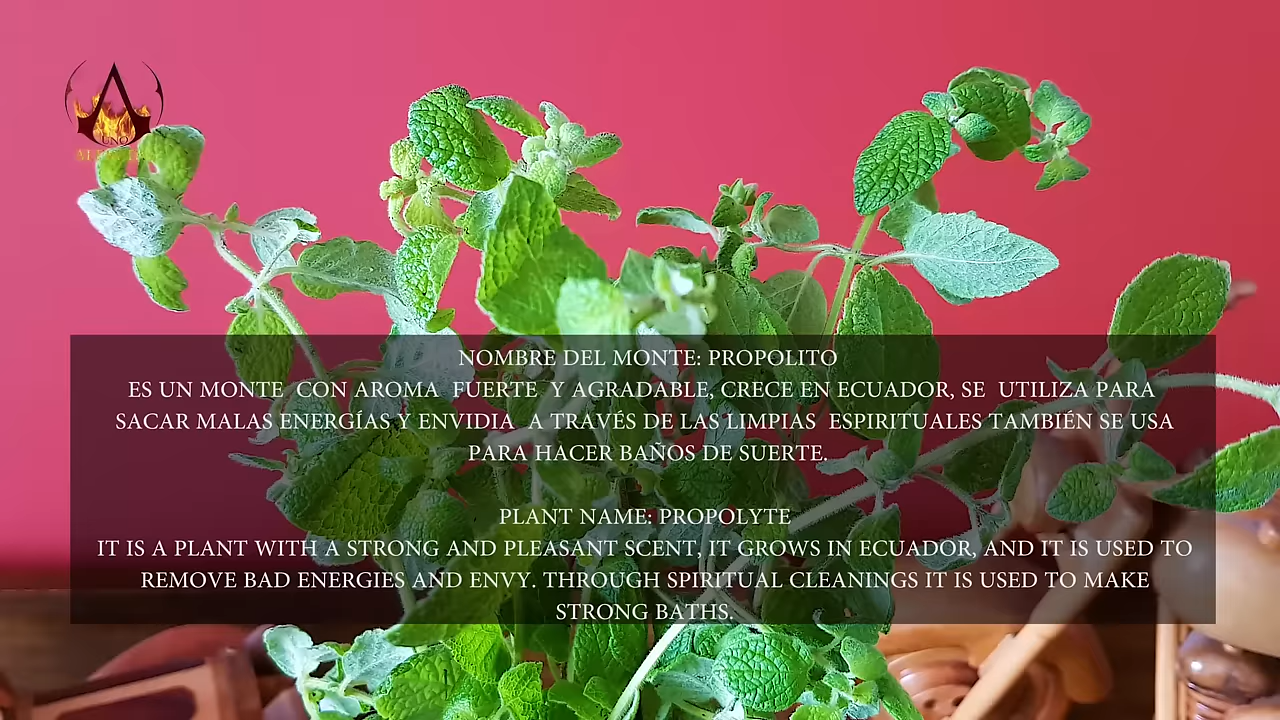 UNO
NOMBRE DEL MONTE: PROPOLITO
ES UN MONTE CON AROMA FUERTE Y AGRADABLE, CRECE EN ECUADOR, SE UTILIZA PARA
SACAR MALAS ENERGÍAS Y ENVIDIA A TRAVÉS DE LAS LIMPIAS ESPIRITUALES TAMBIÉN SE USA
PARA HACER BAÑOS DE SUERTE.
PLANT NAME: PROPOLYTE
IT IS A PLANT WITH A STRONG AND PLEASANT SCENT, IT GROWS IN ECUADOR, AND IT IS USED TO
REMOVE BAD ENERGIES AND ENVY. THROUGH SPIRITUAL CLEANINGS IT IS USED TO MAKE
STRONG BATHS.